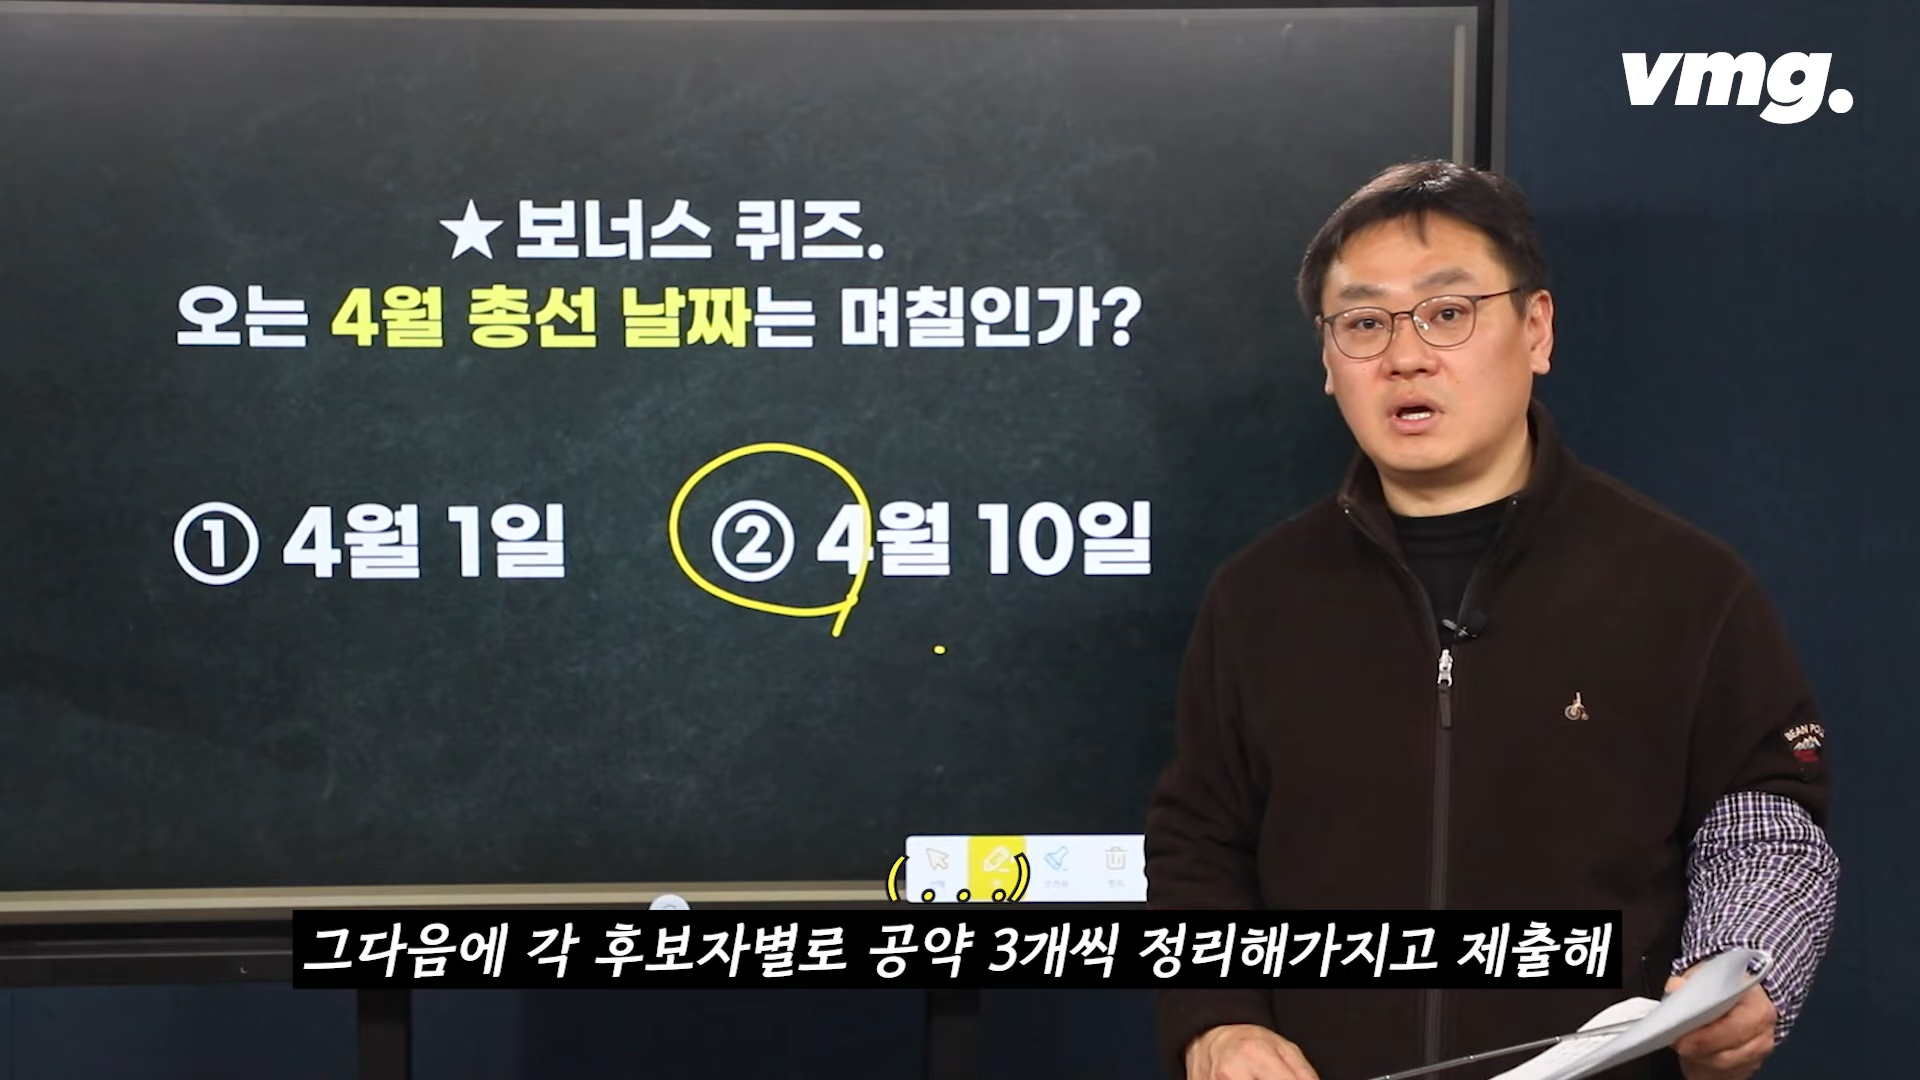 vmg.
★보너스 퀴즈.
오는 4월 총선 날짜는 며칠인가?
① 4월 1일 ② 4월 10일
그다음에 각 후보자별로 공약 3개씩 정리해가지고 제출해